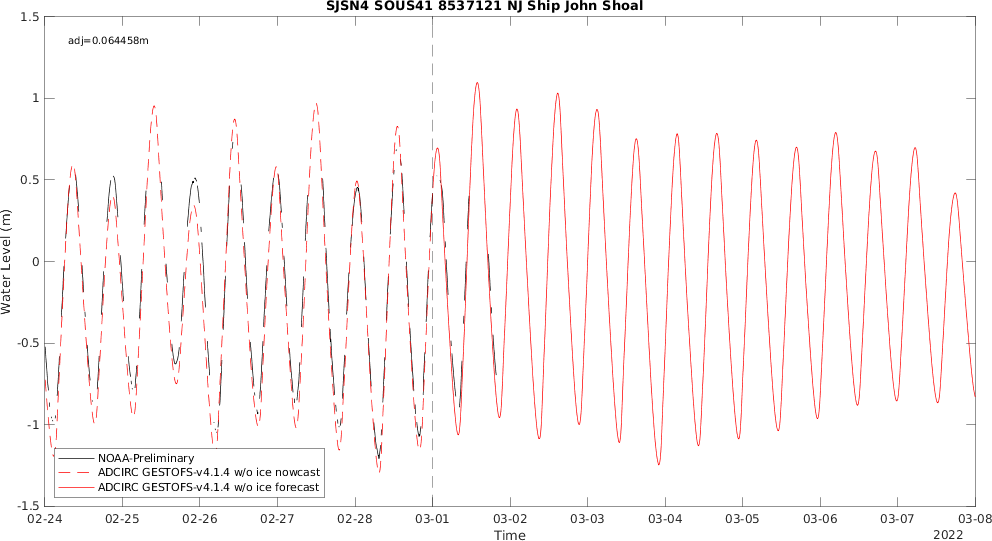 SJSN4 SOUS41 8537121 NJ Ship John Shoal
adj=0.064458m
1.5
1
0.5
0
-0.5
-1
-1.5
Water Level (m)
NOAA-Preliminary
ADCIRC GESTOFS-v4.1.4 w/o ice nowcast
ADCIRC GESTOFS-v4.1.4 w/o ice forecast
02-24 02-25 02-26 02-27 02-28 03-01 03-02 03-03 03-04 03-05 03-06 03-07 03-08
Time
2022